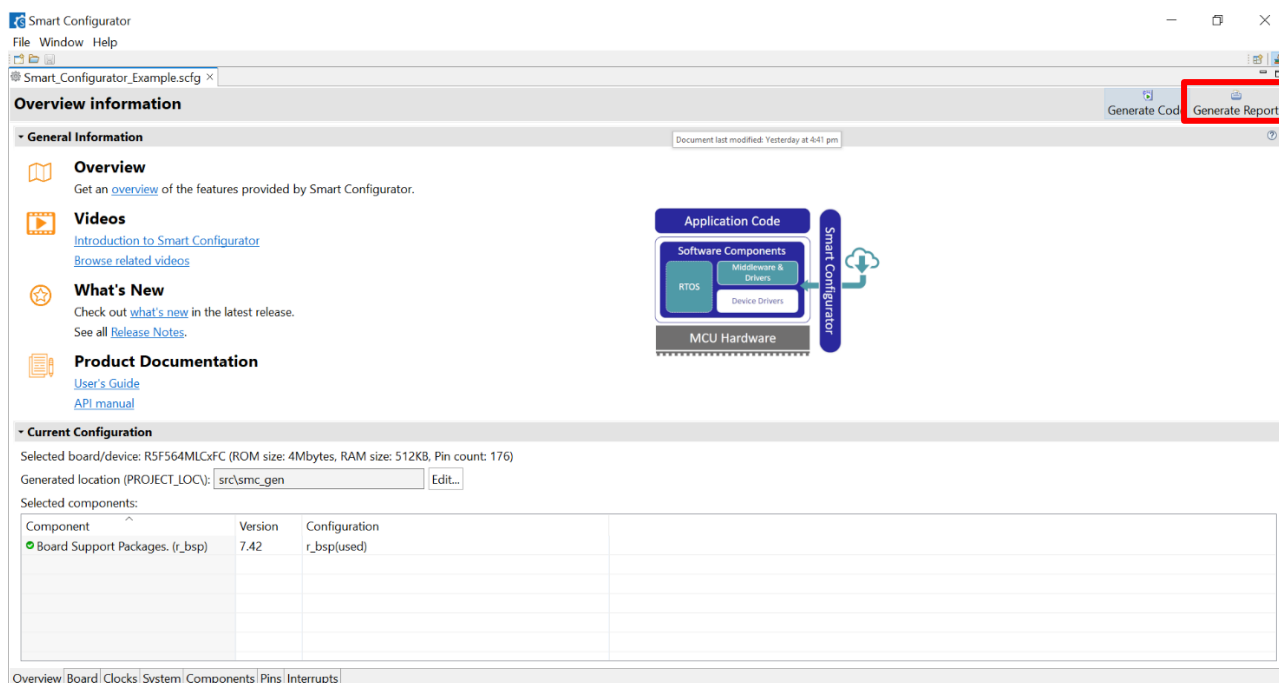 Smart Configurator
File Window Help
Smart_Configurator_Example.scfg ×
Overview information
Generate Code
Generate Report
General Information
Document last modified: Yesterday at 4:41 pm
Overview
Get an overview of the features provided by Smart Configurator.
Videos
Introduction to Smart Configurator
Browse related videos
What's New
Check out what's new in the latest release.
See all Release Notes.
Product Documentation
User's Guide
API manual
Application Code
Software Components
RTOS
Middleware &
Drivers
Device Drivers
MCU Hardware
Smart Configurator
Current Configuration
Selected board/device: R5F564MLCxFC (ROM size: 4Mbytes, RAM size: 512KB, Pin count: 176)
Generated location (PROJECT_LOC\): src\smc_gen Edit...
Selected components:
Component Version Configuration
Board Support Packages. (r_bsp) 7.42 r_bsp(used)
Overview Board Clocks System Components Pins Interrupts